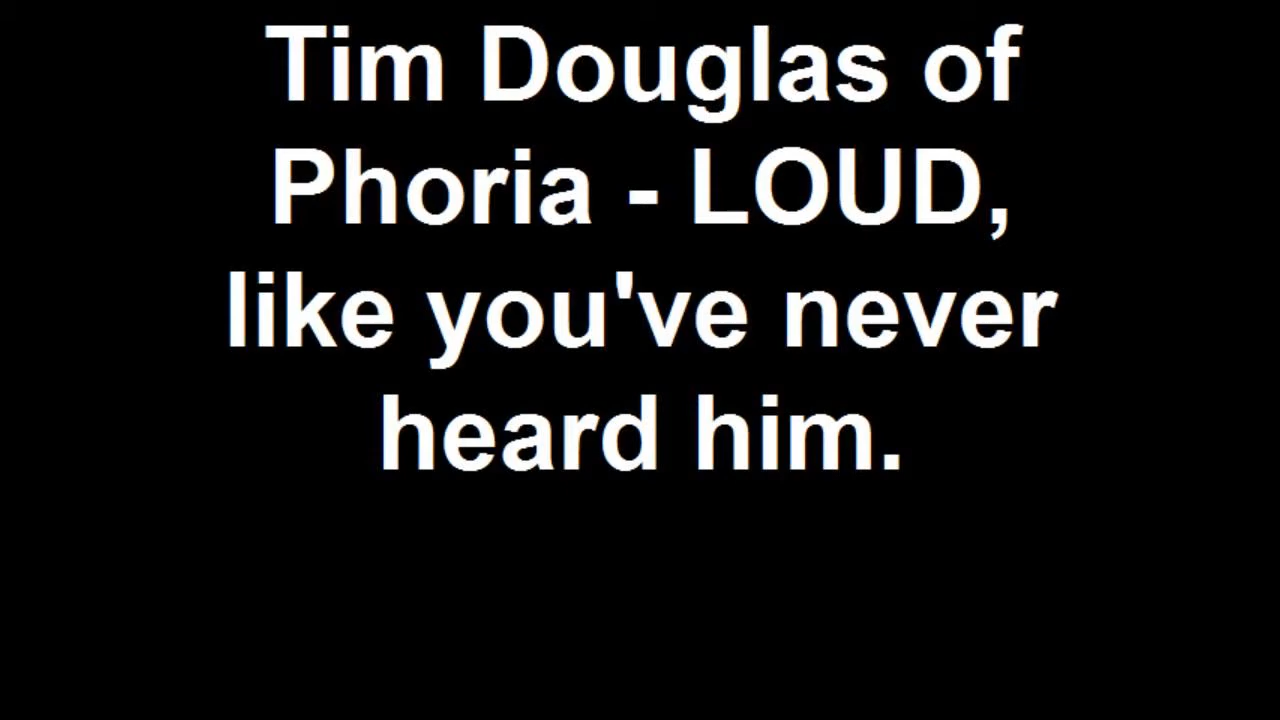 Tim Douglas of
Phoria - LOUD,
like you've never
heard him.